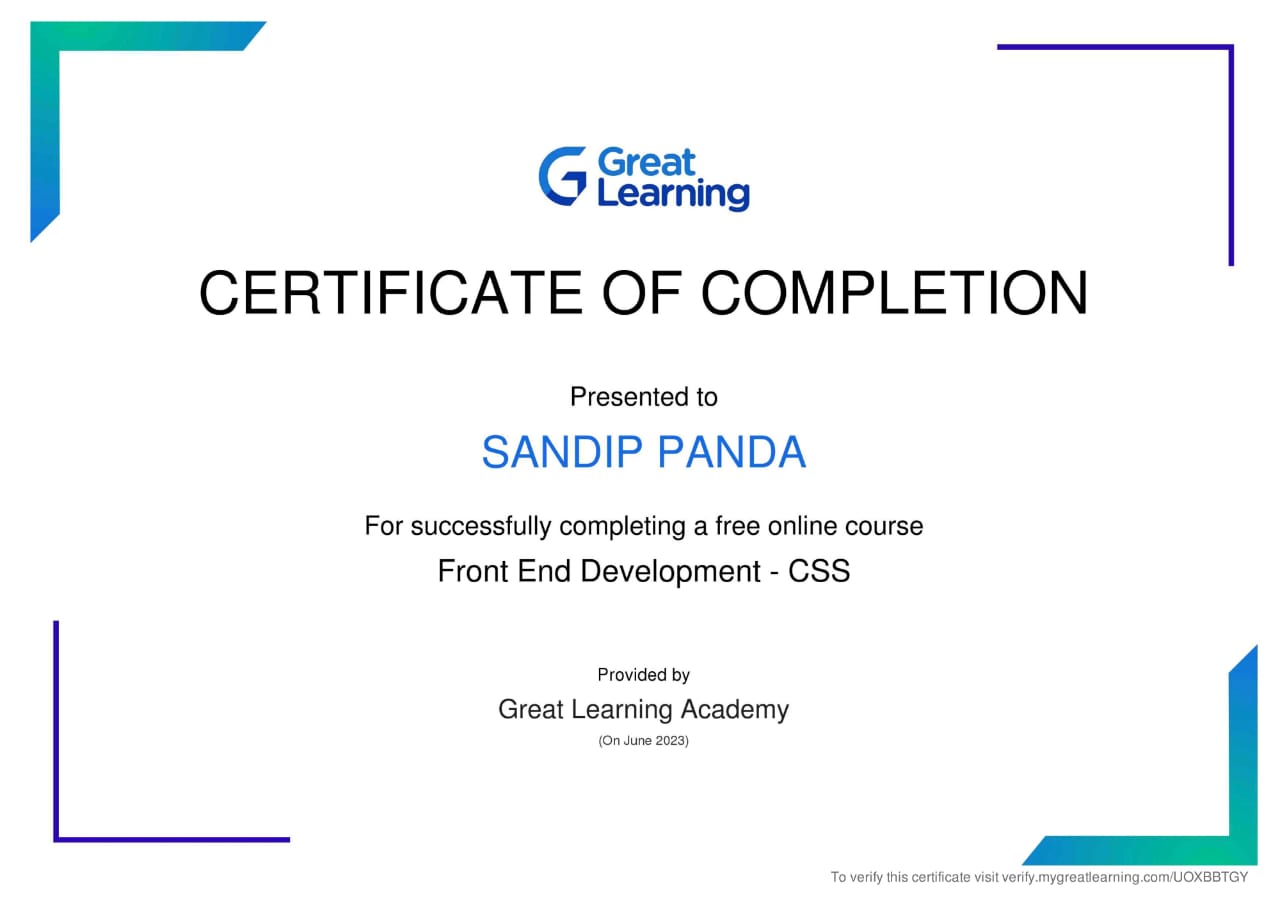 Great
Learning
CERTIFICATE OF COMPLETION
Presented to
SANDIP PANDA
For successfully completing a free online course
Front End Development - CSS
Provided by
Great Learning Academy
(On June 2023)
To verify this certificate visit verify.mygreatlearning.com/UOXBBTGY